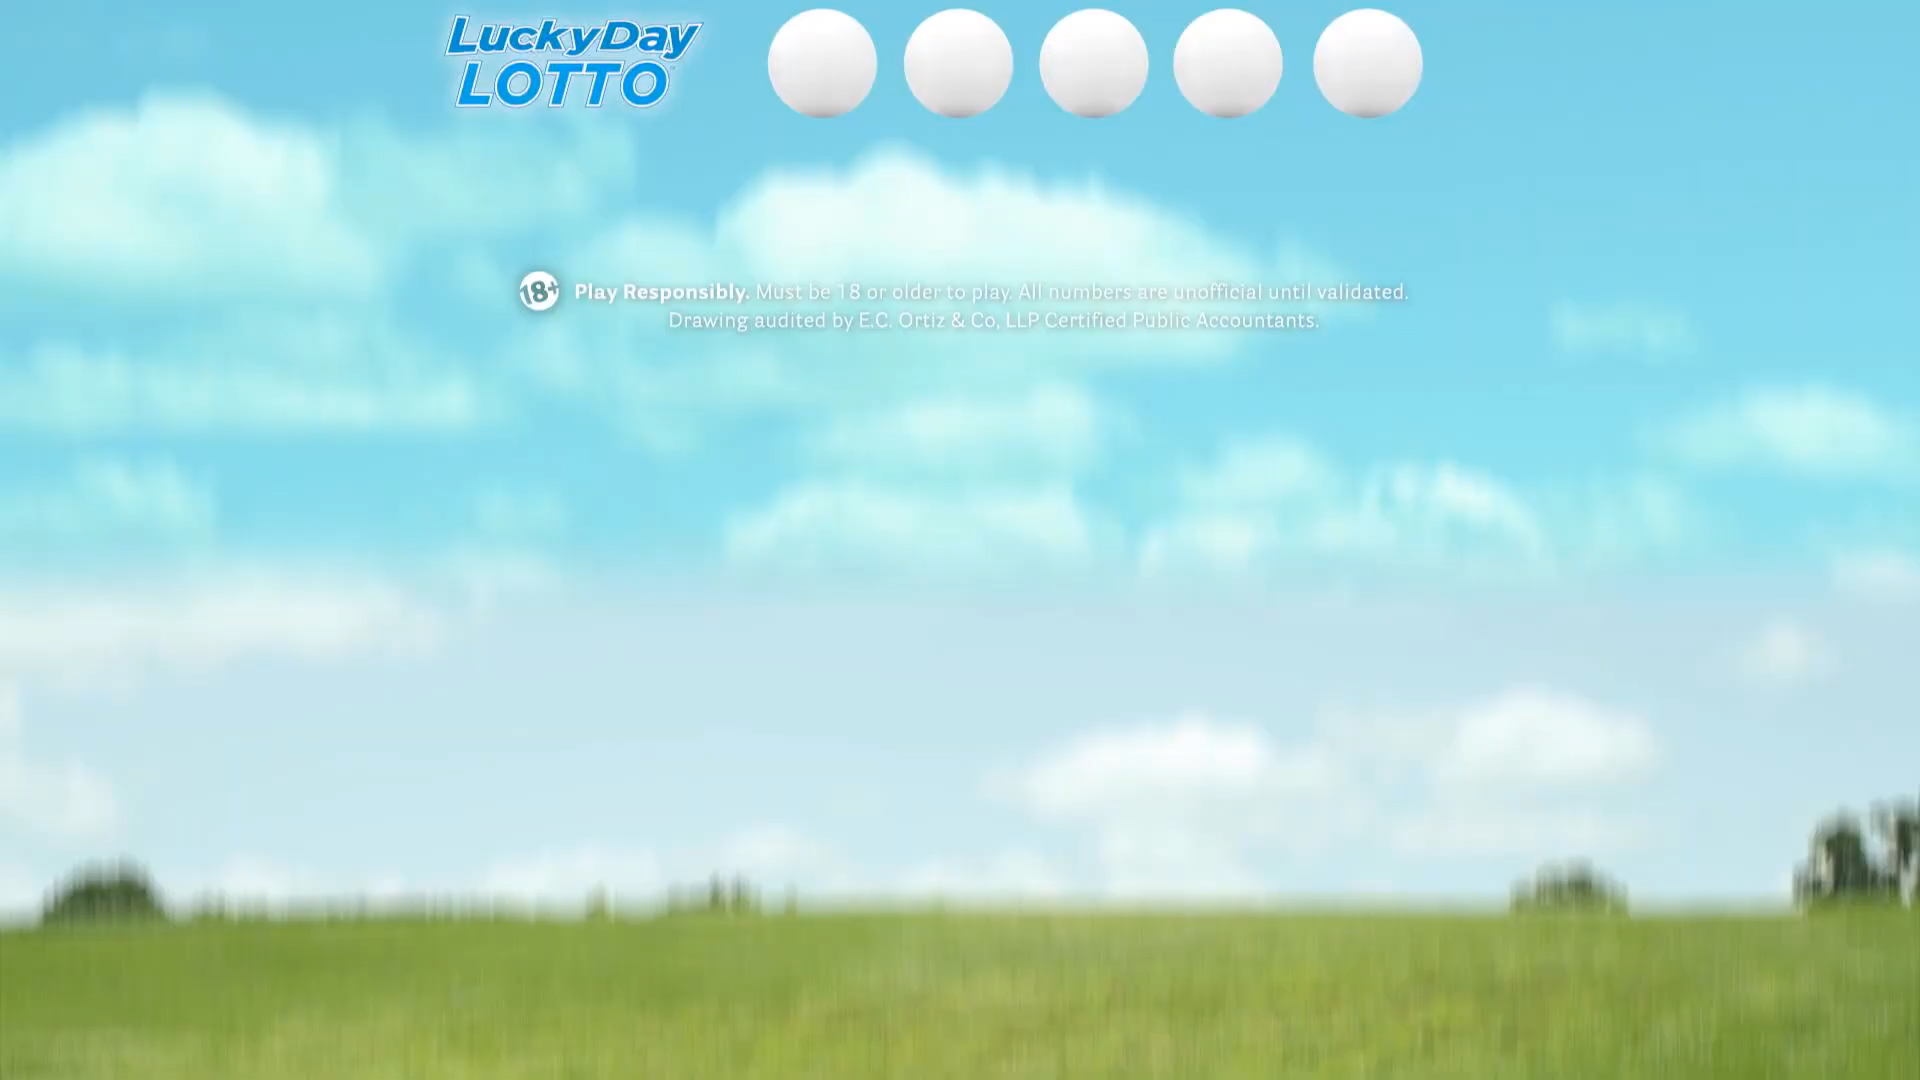 LuckyDay
LOTTO
18+ Play Responsibly. Must be 18 or older to play. All numbers are unofficial until validated.
Drawing audited by E.C. Ortiz & Co, LLP Certified Public Accountants.